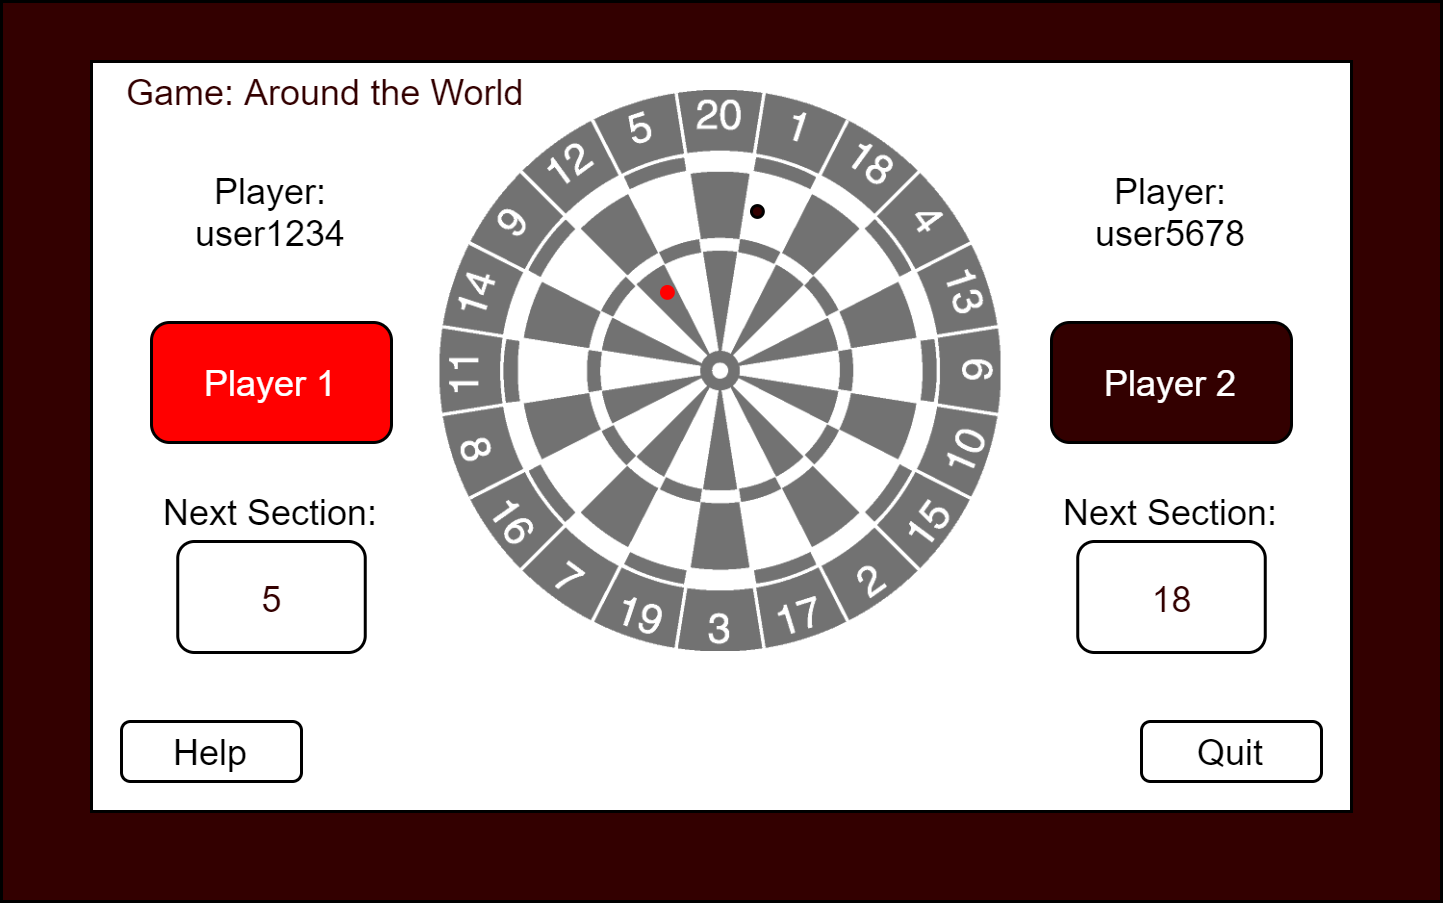 Game: Around the World
Player:
user1234
Player 1
Next Section:
5
Help
20
1
18
4
13
6
10
15
2
17
3
19
7
16
8
11
14
9
12
5
Player:
user5678
Player 2
Next Section:
18
Quit